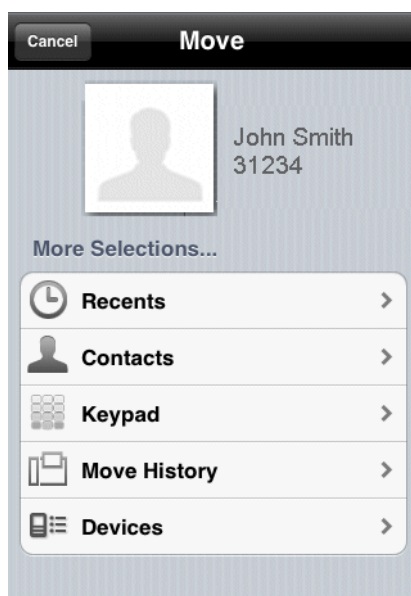 Cancel Move
John Smith
31234
More Selections...
Recents
Contacts
Keypad
Move History
Devices